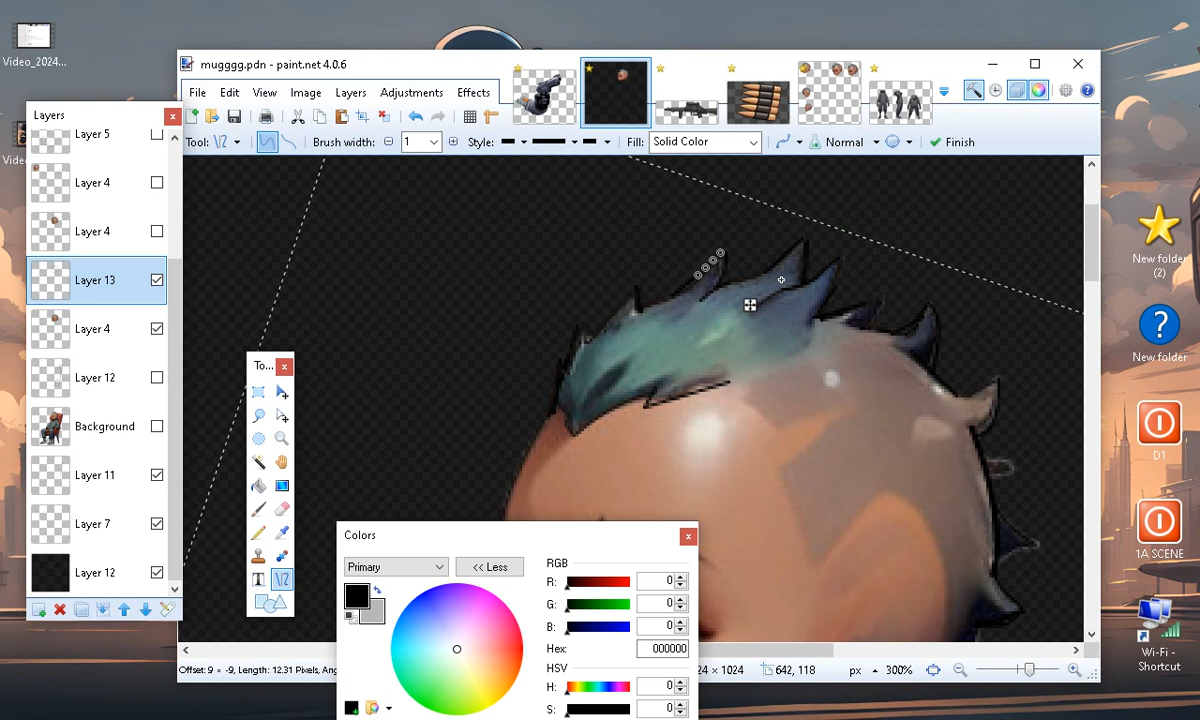 Video_2024...
Video
mugggg.pdn - paint.net 4.0.6
File Edit View Image Layers Adjustments Effects
Tool: Brush width: 1 Style: Fill: Solid Color Normal Finish
Layers
Layer 5
Layer 4
Layer 4
Layer 13
Layer 4
Layer 12
Background
Layer 11
Layer 7
Layer 12
To...
Colors
Primary
<< Less
RGB
R: 0
G: 0
B: 0
Hex: 000000
HSV
H: 0
S: 0
Offset: 9 × -9, Length: 12.31 Pixels, Ang
24 × 1024
642, 118
px
300%
New folder
(2)
New folder
D1
1A SCENE
Wi-Fi -
Shortcut